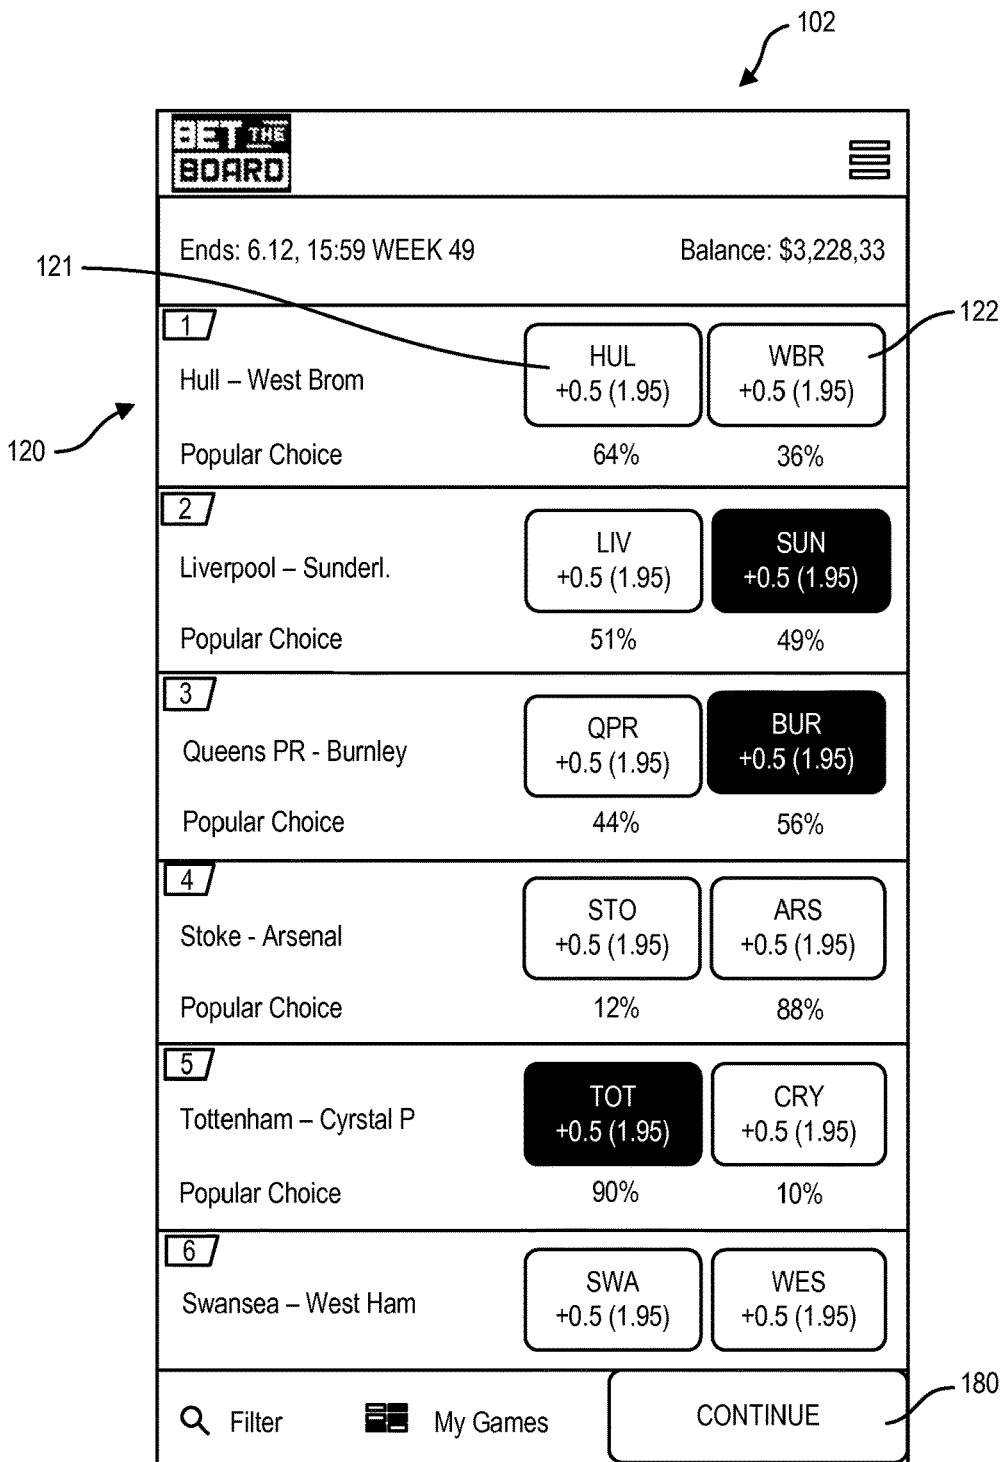 102
BET THE
BOARD
Ends: 6.12, 15:59 WEEK 49 Balance: $3,228,33
121
122
120
1
Hull – West Brom
HUL
+0.5 (1.95)
WBR
+0.5 (1.95)
Popular Choice 64% 36%
2
Liverpool – Sunderl.
LIV
+0.5 (1.95)
SUN
+0.5 (1.95)
Popular Choice 51% 49%
3
Queens PR - Burnley
QPR
+0.5 (1.95)
BUR
+0.5 (1.95)
Popular Choice 44% 56%
4
Stoke - Arsenal
STO
+0.5 (1.95)
ARS
+0.5 (1.95)
Popular Choice 12% 88%
5
Tottenham – Cyrstal P
TOT
+0.5 (1.95)
CRY
+0.5 (1.95)
Popular Choice 90% 10%
6
Swansea – West Ham
SWA
+0.5 (1.95)
WES
+0.5 (1.95)
Filter My Games CONTINUE
180